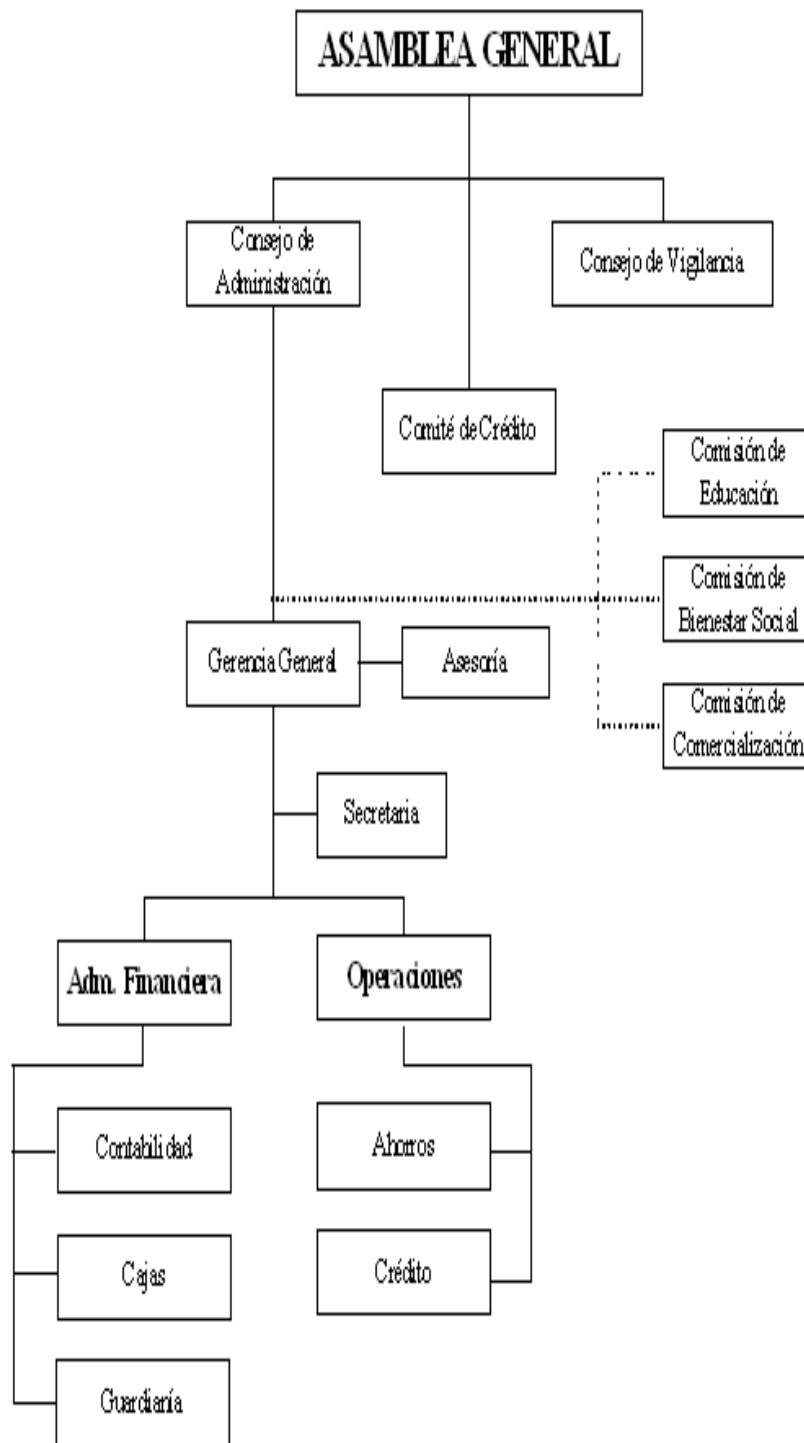 ASAMBLEA GENERAL
Consejo de
Administración
Consejo de Vigilancia
Comité de Crédito
Comisión de
Educación
Comisión de
Bienestar Social
Gerencia General
Asesoría
Comisión de
Comercialización
Secretaria
Adm. Financiera
Operaciones
Contabilidad
Ahorros
Cajas
Crédito
Guardianía